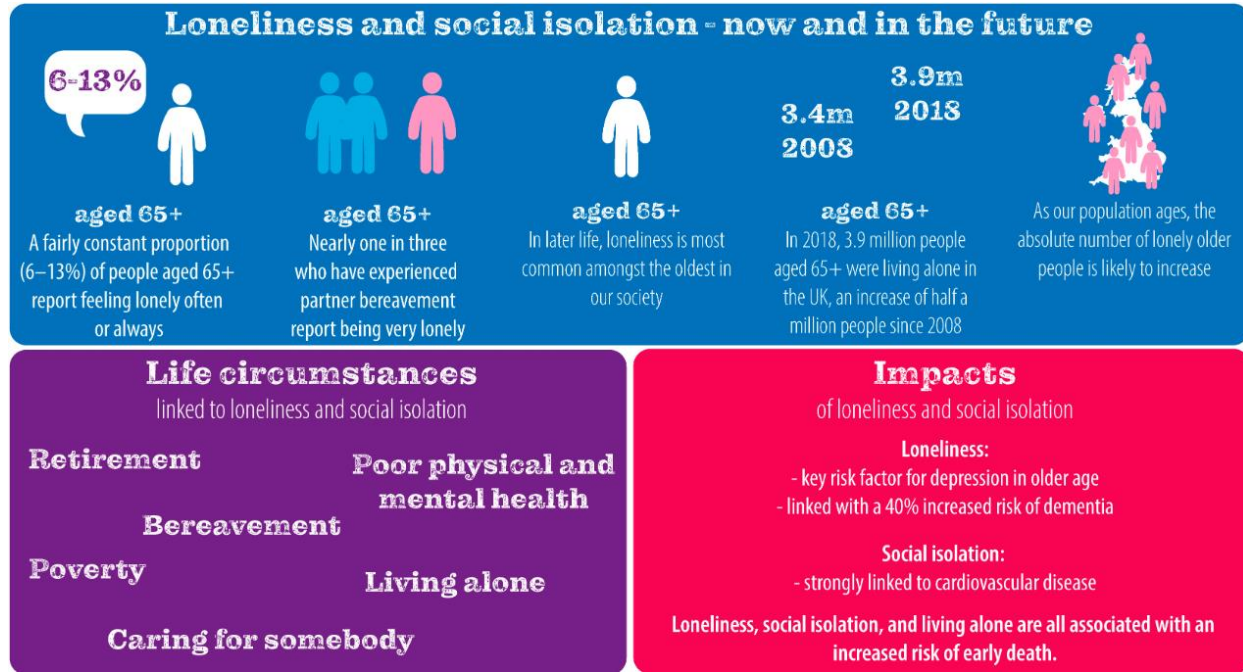 Loneliness and social isolation - now and in the future
6-13%
aged 65+
A fairly constant proportion
(6–13%) of people aged 65+
report feeling lonely often
or always
aged 65+
Nearly one in three
who have experienced
partner bereavement
report being very lonely
aged 65+
In later life, loneliness is most
common amongst the oldest in
our society
3.4m
2008
3.9m
2018
aged 65+
In 2018, 3.9 million people
aged 65+ were living alone in
the UK, an increase of half a
million people since 2008
As our population ages, the
absolute number of lonely older
people is likely to increase
Life circumstances
linked to loneliness and social isolation
Retirement
Poor physical and
mental health
Bereavement
Poverty
Living alone
Caring for somebody
Impacts
of loneliness and social isolation
Loneliness:
- key risk factor for depression in older age
- linked with a 40% increased risk of dementia
Social isolation:
- strongly linked to cardiovascular disease
Loneliness, social isolation, and living alone are all associated with an
increased risk of early death.